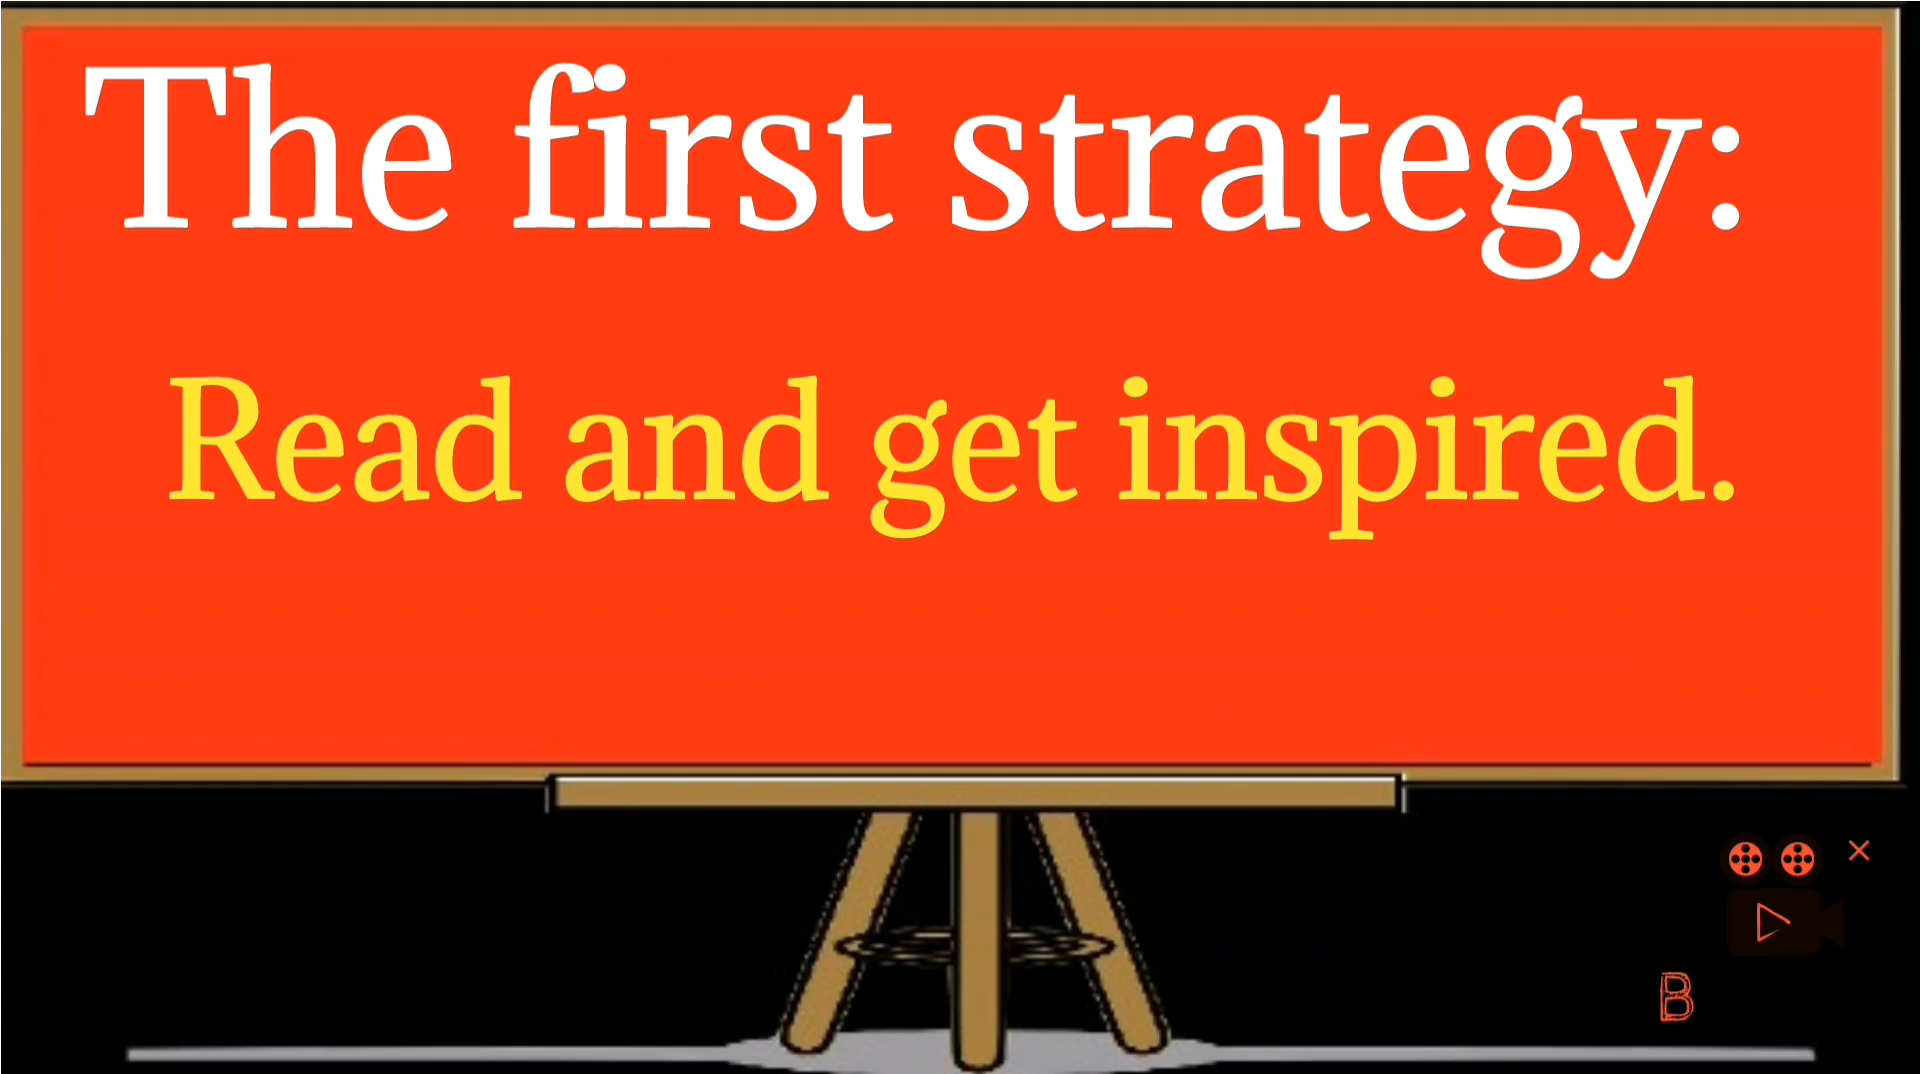 The first strategy:
Read and get inspired.
B